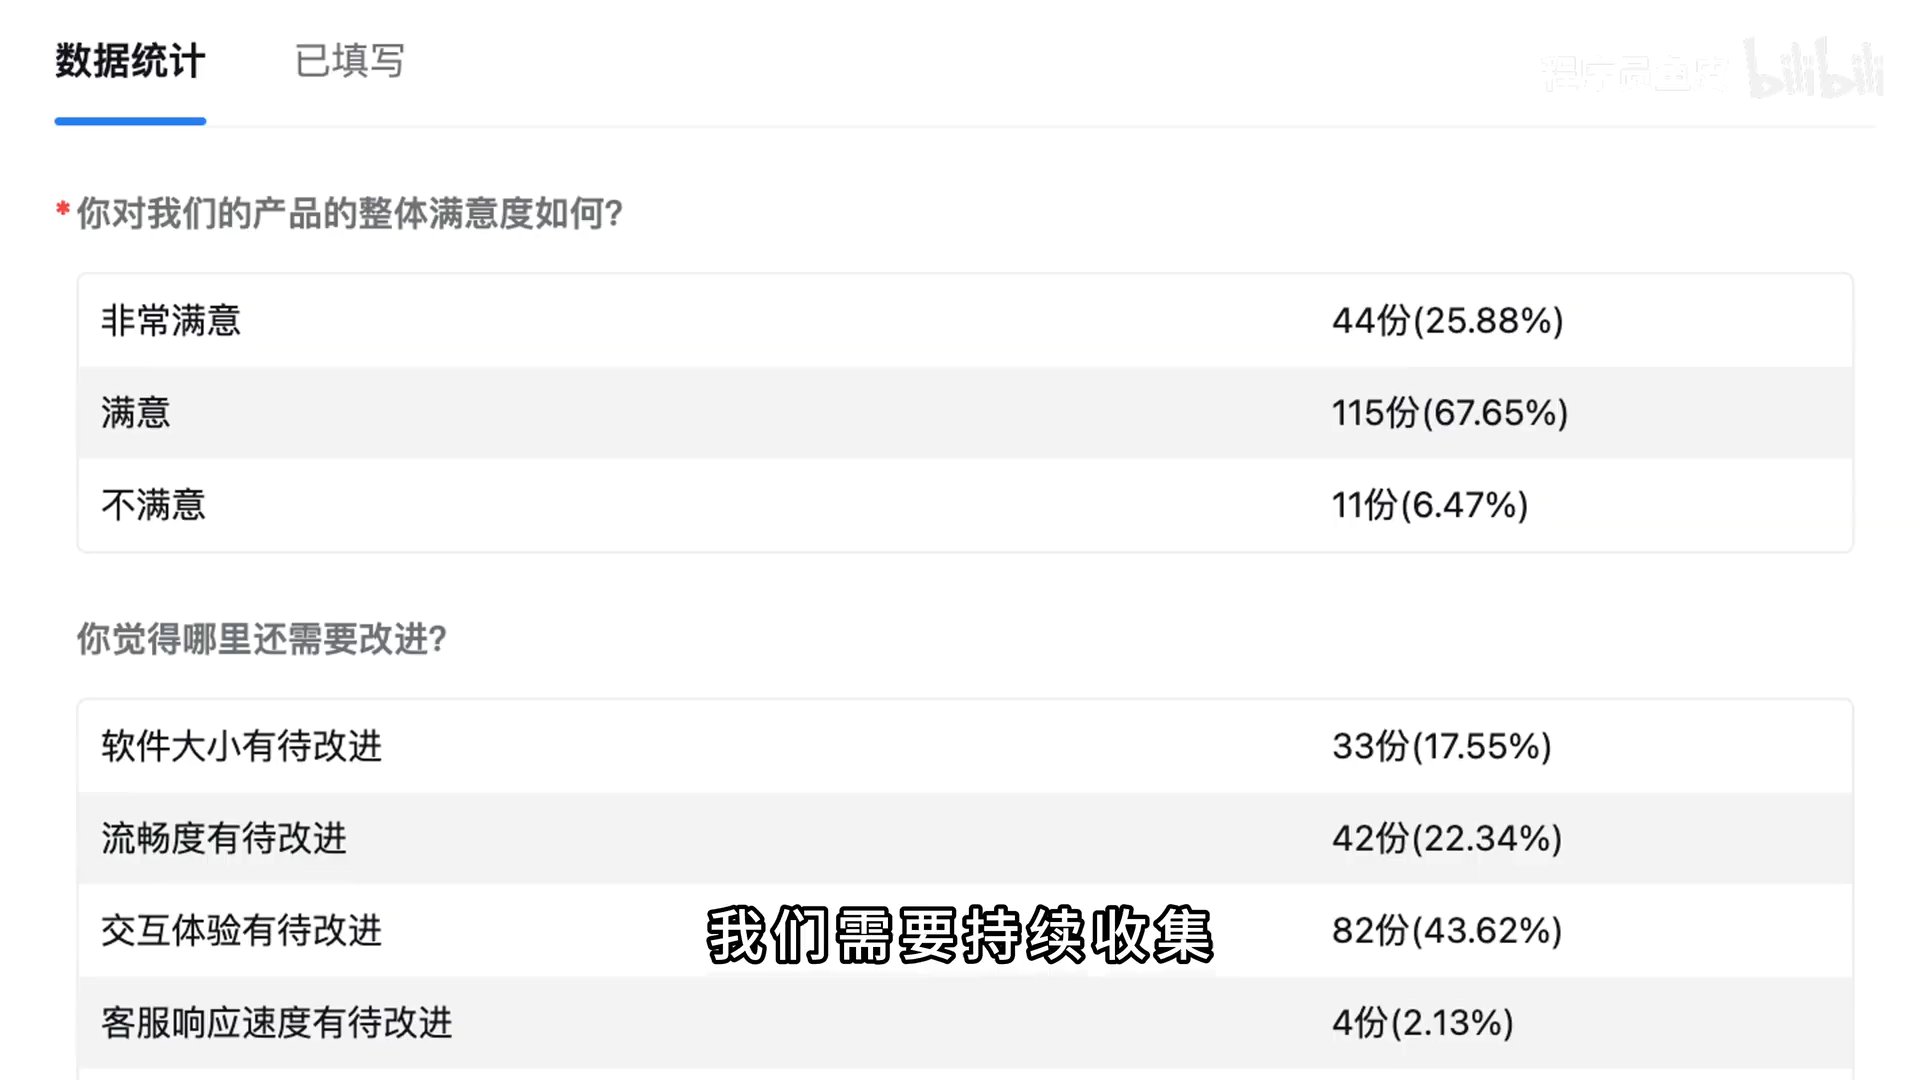 数据统计 已填写
程序员鱼皮 bilibili
*你对我们的产品的整体满意度如何?
非常满意 44份(25.88%)
满意 115份(67.65%)
不满意 11份(6.47%)
你觉得哪里还需要改进?
软件大小有待改进 33份(17.55%)
流畅度有待改进 42份(22.34%)
交互体验有待改进 82份(43.62%)
我们需要持续收集
客服响应速度有待改进 4份(2.13%)